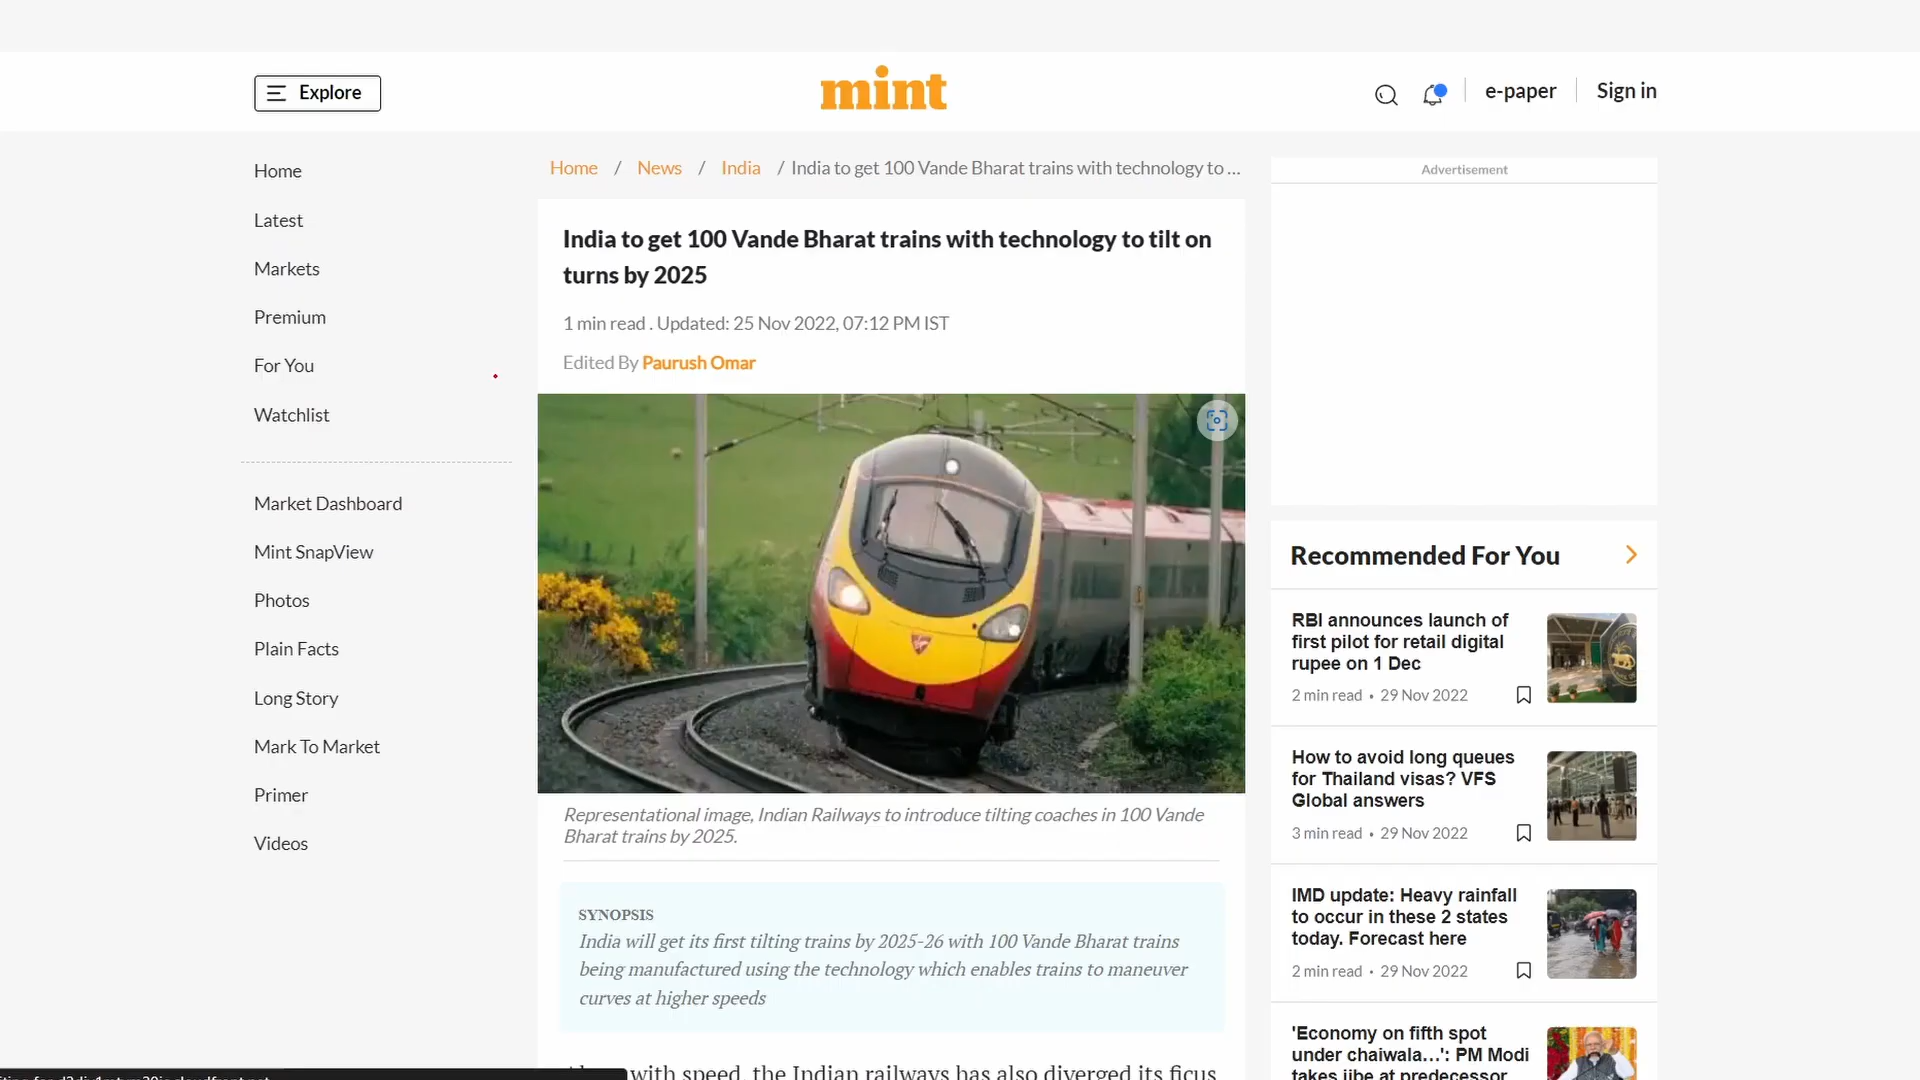 Explore
mint
e-paper
Sign in
Home
Latest
Markets
Premium
For You
Watchlist
Market Dashboard
Mint SnapView
Photos
Plain Facts
Long Story
Mark To Market
Primer
Videos
Home / News / India / India to get 100 Vande Bharat trains with technology to ...
India to get 100 Vande Bharat trains with technology to tilt on
turns by 2025
1 min read . Updated: 25 Nov 2022, 07:12 PM IST
Edited By Paurush Omar
Representational image, Indian Railways to introduce tilting coaches in 100 Vande
Bharat trains by 2025.
SYNOPSIS
India will get its first tilting trains by 2025-26 with 100 Vande Bharat trains
being manufactured using the technology which enables trains to maneuver
curves at higher speeds
with speed, the Indian railways has also diverged its ficus
Advertisement
Recommended For You
RBI announces launch of
first pilot for retail digital
rupee on 1 Dec
2 min read • 29 Nov 2022
How to avoid long queues
for Thailand visas? VFS
Global answers
3 min read • 29 Nov 2022
IMD update: Heavy rainfall
to occur in these 2 states
today. Forecast here
2 min read • 29 Nov 2022
'Economy on fifth spot
under chaiwala...': PM Modi
takes jibe at predecessor